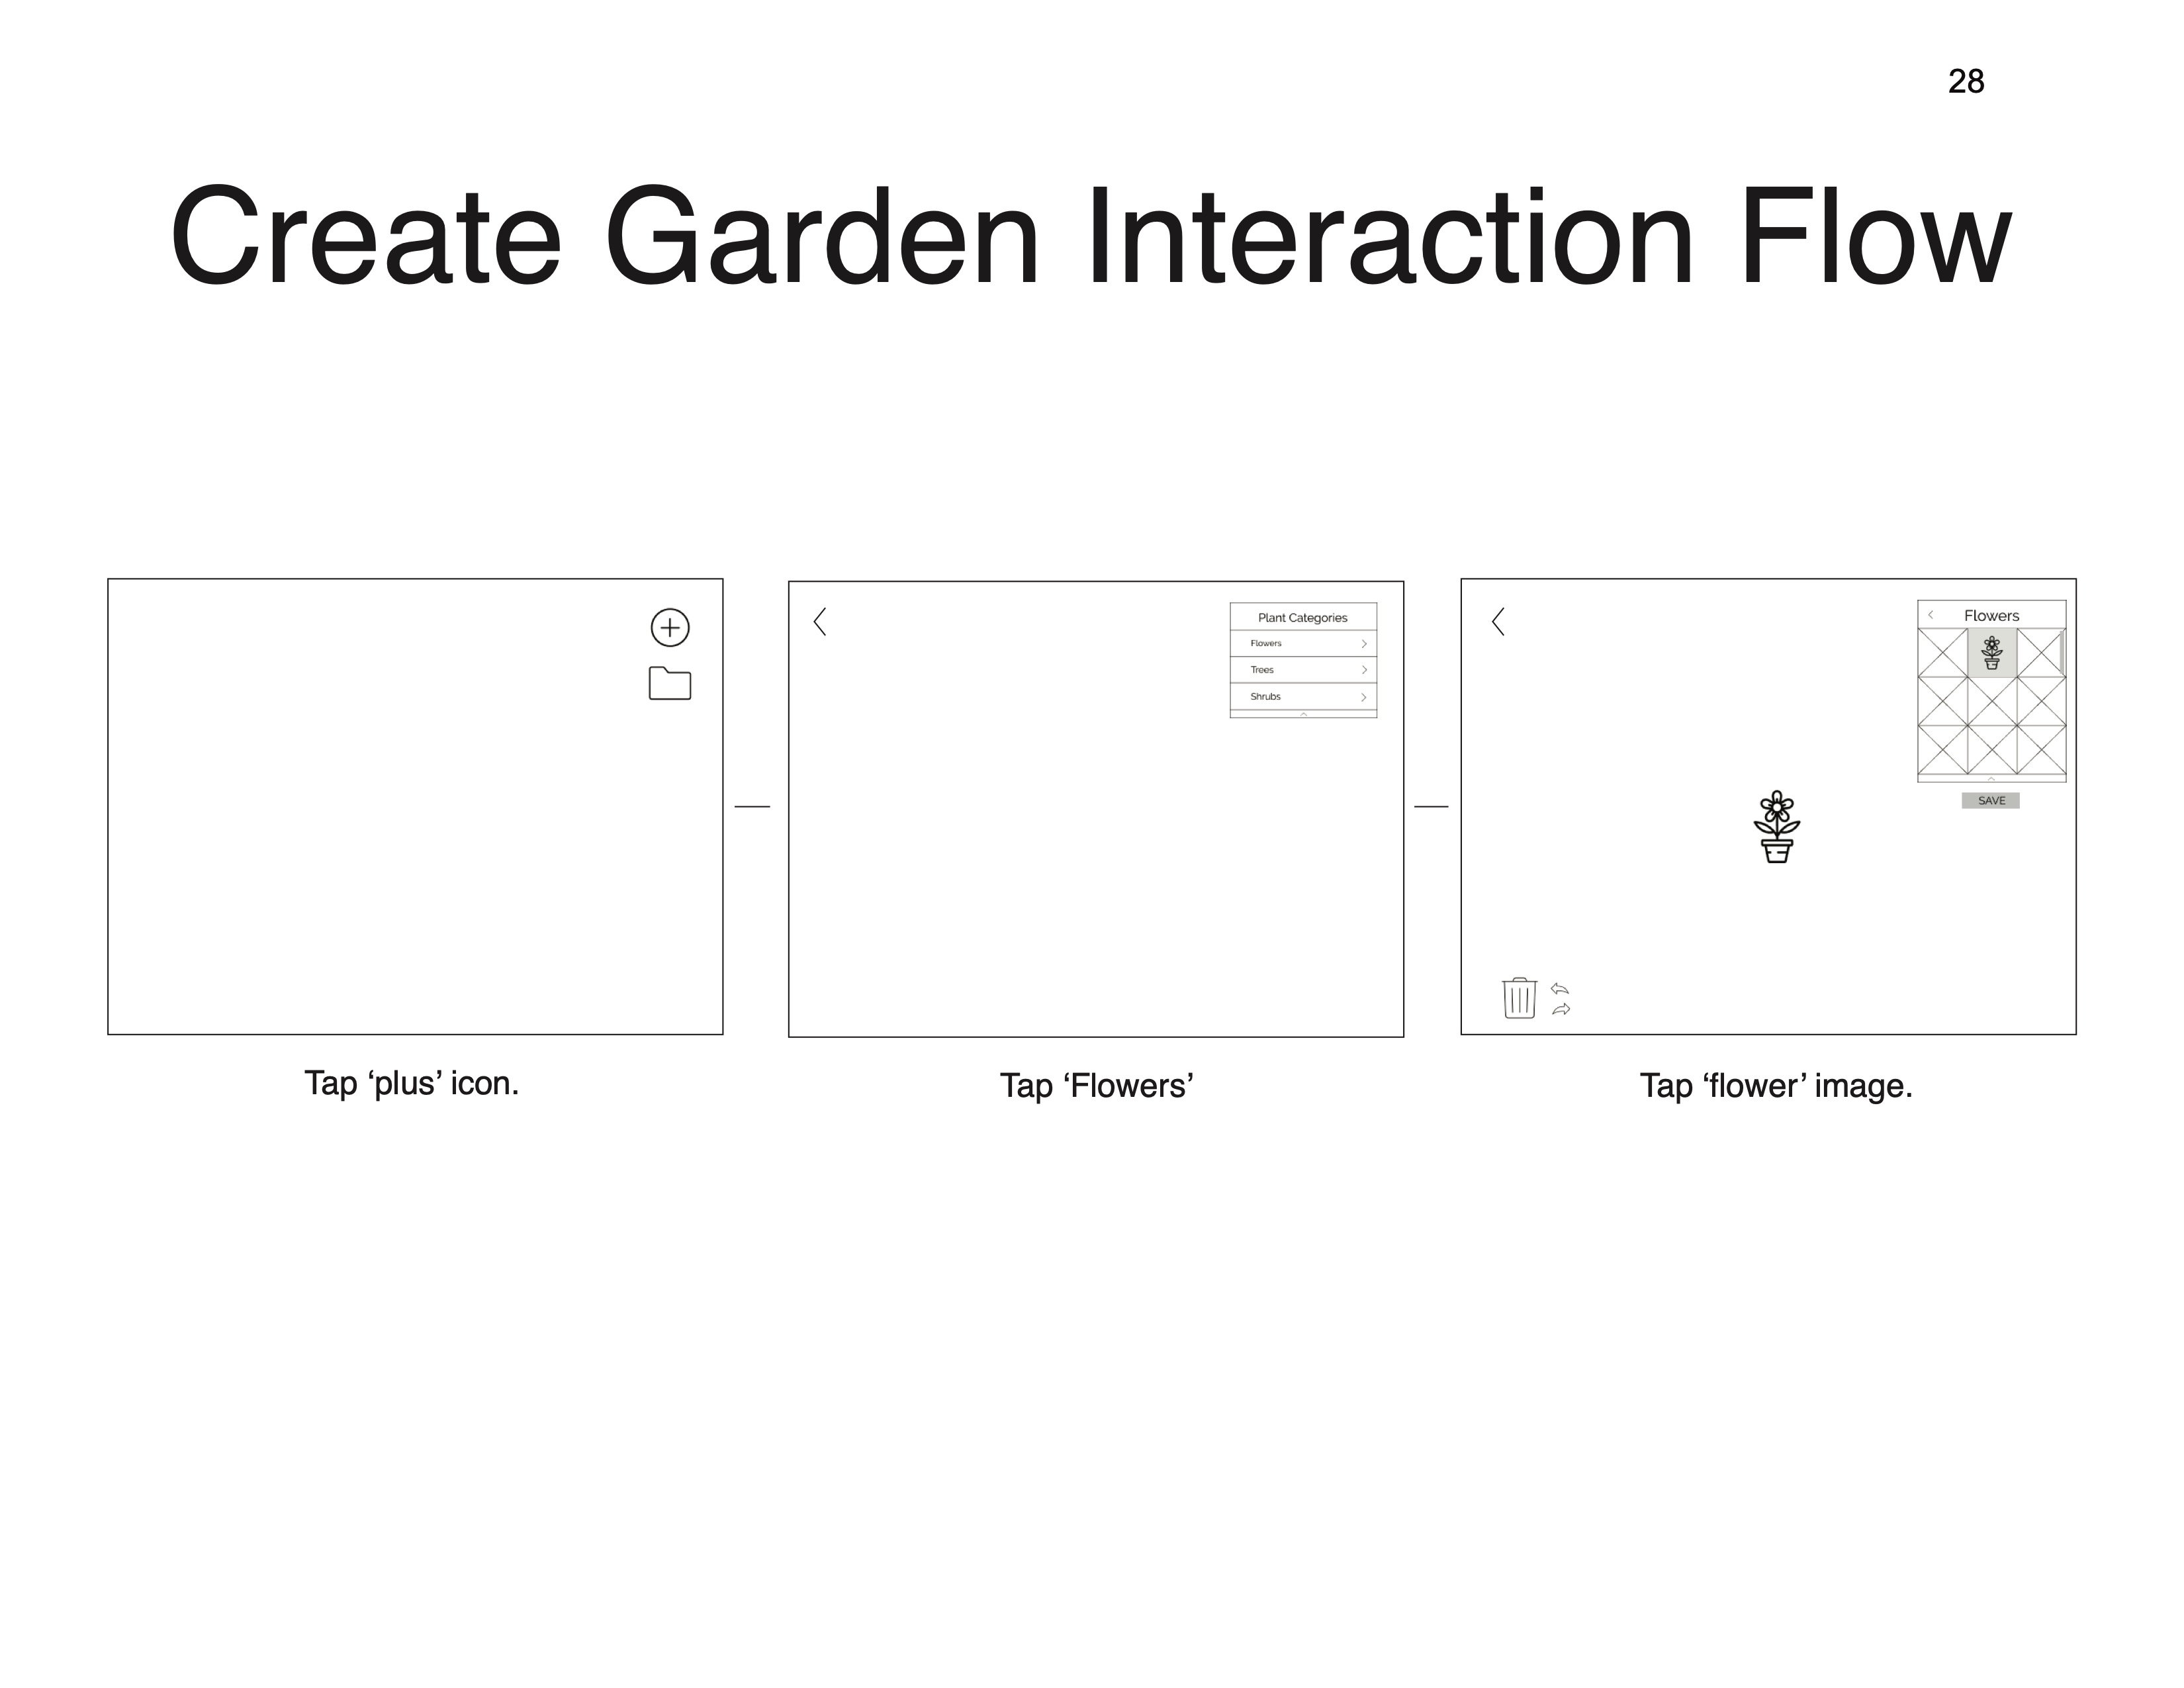 28
Create Garden Interaction Flow
Plant Categories
Flowers
Trees
Shrubs
Flowers
SAVE
Tap ‘plus’ icon.
Tap ‘Flowers’
Tap ‘flower’ image.